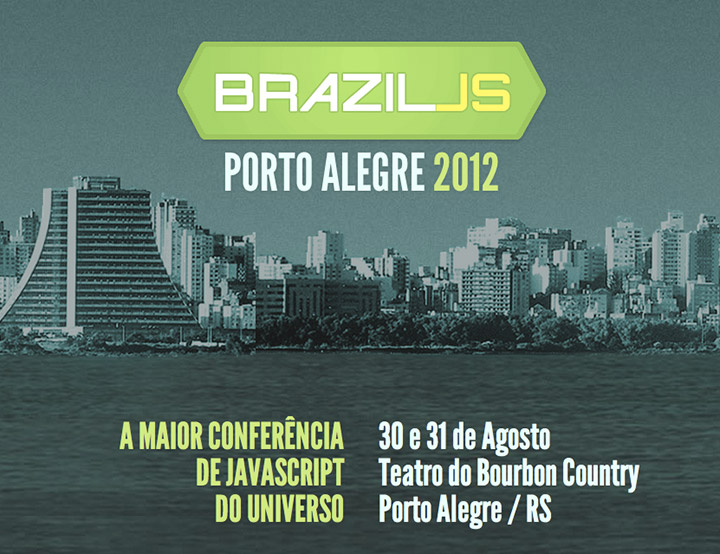 BRAZILJS
PORTO ALEGRE 2012
A MAIOR CONFERÊNCIA
DE JAVASCRIPT
DO UNIVERSO
30 e 31 de Agosto
Teatro do Bourbon Country
Porto Alegre / RS